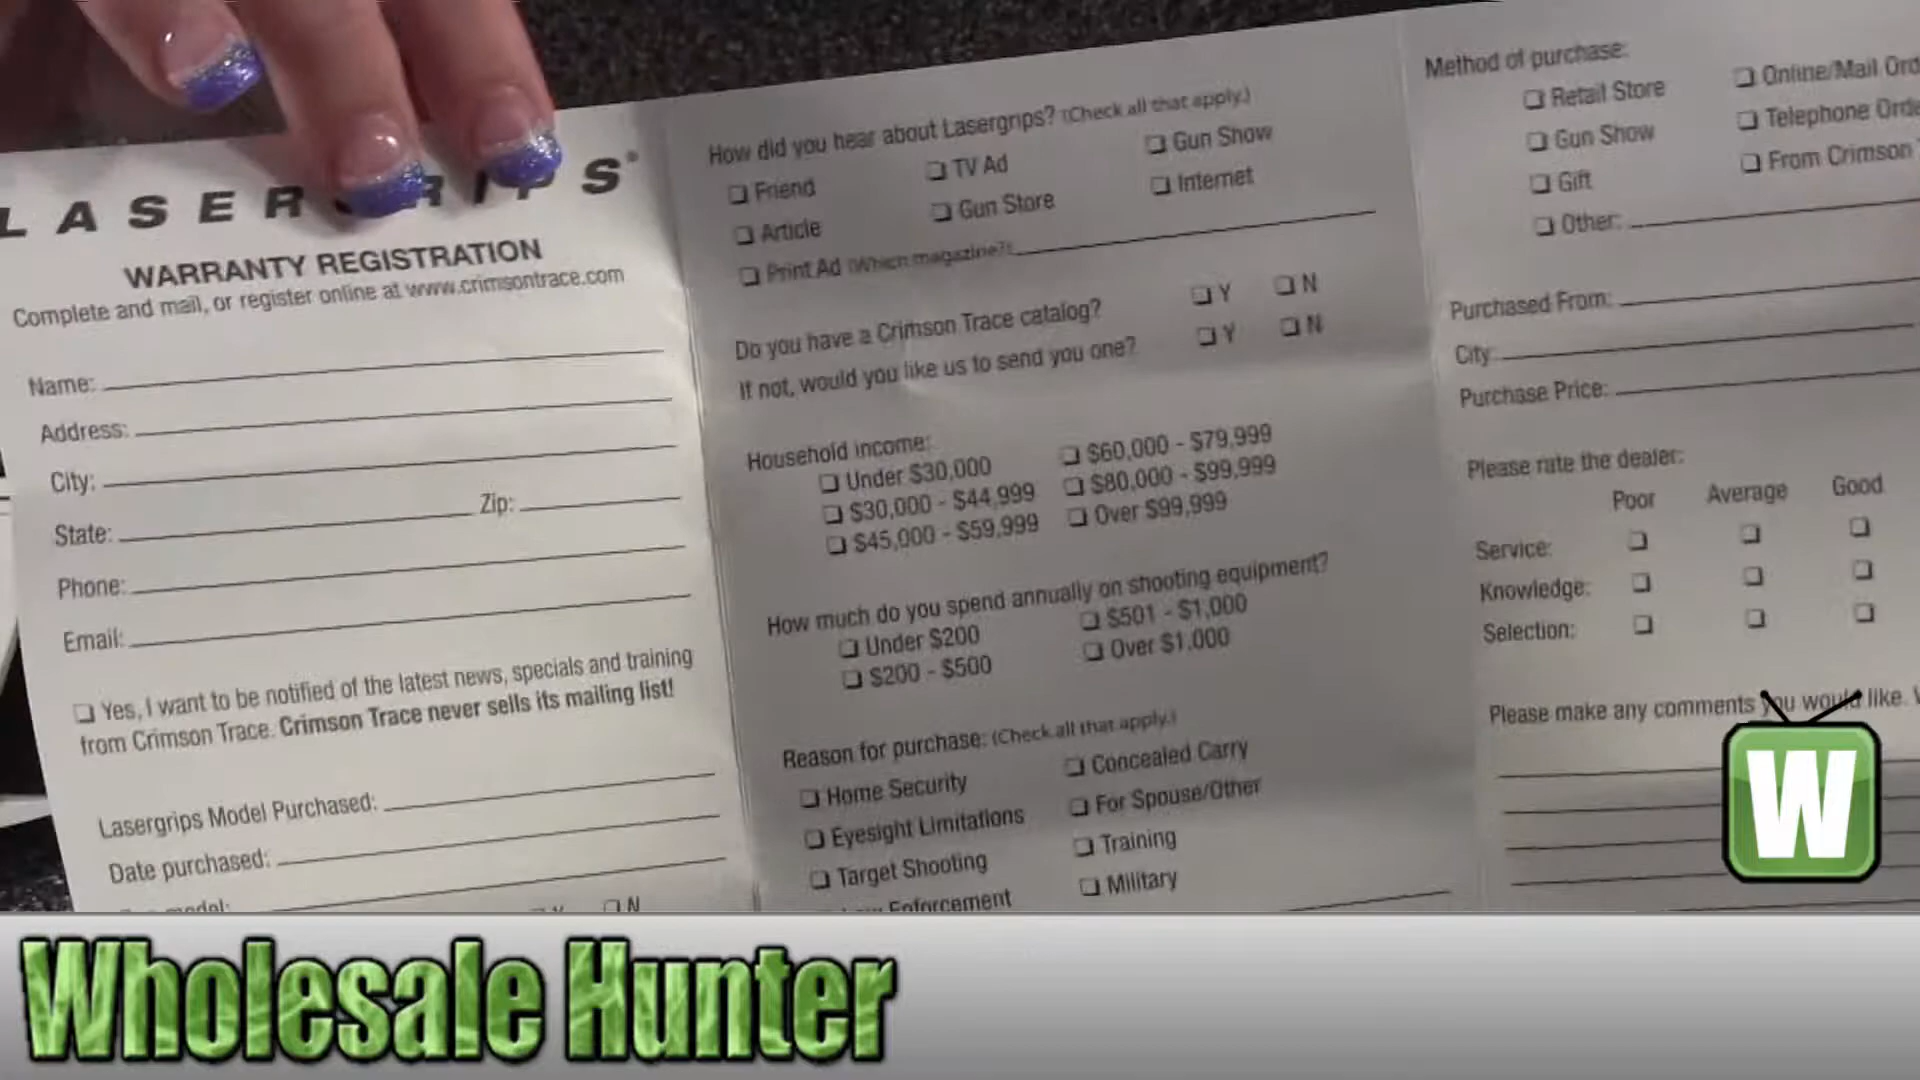 LASERGRIPS®
WARRANTY REGISTRATION
Complete and mail, or register online at www.crimsontrace.com
Name:
Address:
City:
State: Zip:
Phone:
Email:
❏ Yes, I want to be notified of the latest news, specials and training
from Crimson Trace. Crimson Trace never sells its mailing list!
Lasergrips Model Purchased:
Date purchased:
model:
❏ Y ❏ N
How did you hear about Lasergrips? (Check all that apply.)
❏ Friend ❏ TV Ad ❏ Gun Show
❏ Article ❏ Gun Store ❏ Internet
❏ Print Ad (Which magazine?):
Do you have a Crimson Trace catalog? ❏ Y ❏ N
If not, would you like us to send you one? ❏ Y ❏ N
Household income:
❏ Under $30,000 ❏ $60,000 - $79,999
❏ $30,000 - $44,999 ❏ $80,000 - $99,999
❏ $45,000 - $59,999 ❏ Over $99,999
How much do you spend annually on shooting equipment?
❏ Under $200 ❏ $501 - $1,000
❏ $200 - $500 ❏ Over $1,000
Reason for purchase: (Check all that apply.)
❏ Home Security ❏ Concealed Carry
❏ Eyesight Limitations ❏ For Spouse/Other
❏ Target Shooting ❏ Training
Enforcement ❏ Military
Method of purchase:
❏ Retail Store ❏ Online/Mail Ord
❏ Gun Show ❏ Telephone Orde
❏ Gift ❏ From Crimson
❏ Other:
Purchased From:
City:
Purchase Price:
Please rate the dealer:
Poor Average Good
Service: ❏ ❏ ❏
Knowledge: ❏ ❏ ❏
Selection: ❏ ❏ ❏
Please make any comments you would like.
W
Wholesale Hunter